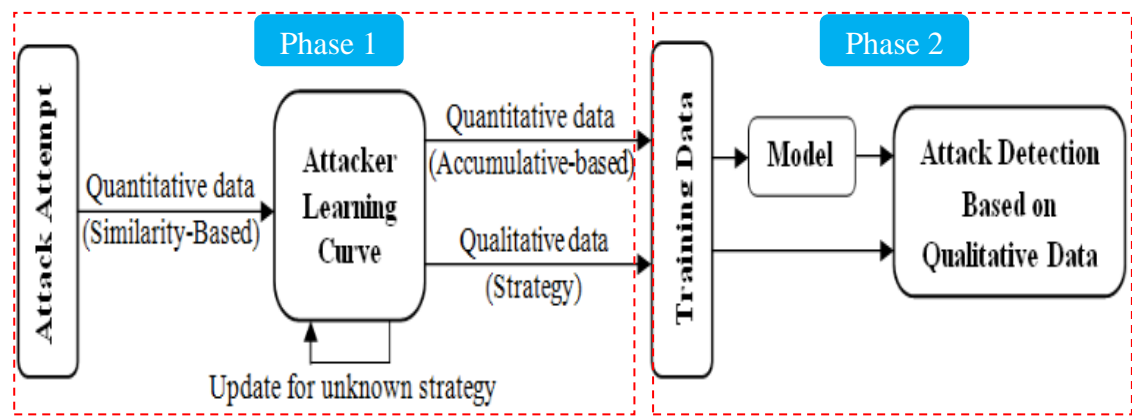 Phase 1
Attack Attempt
Quantitative data
(Similarity-Based)
Attacker
Learning
Curve
Update for unknown strategy
Quantitative data
(Accumulative-based)
Qualitative data
(Strategy)
Phase 2
Training Data
Model
Attack Detection
Based on
Qualitative Data